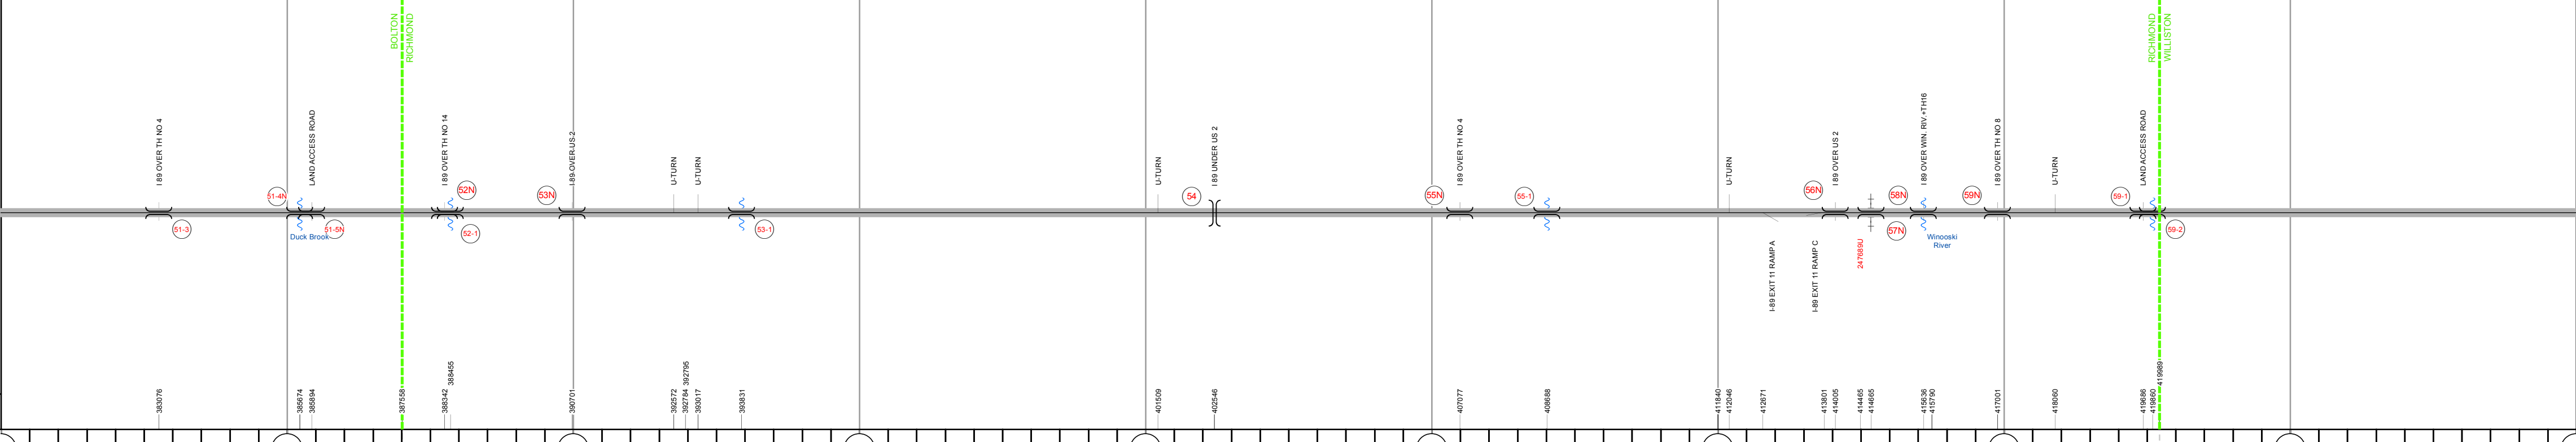 BOLTON
RICHMOND
RICHMOND
WILLISTON
I 89 OVER TH NO 4
LAND ACCESS ROAD
I 89 OVER TH NO 14
I 89 OVER US 2
U-TURN
U-TURN
U-TURN
I 89 UNDER US 2
I 89 OVER TH NO 4
U-TURN
I 89 OVER US 2
I 89 OVER WIN. RIV.+TH16
I 89 OVER TH NO 8
U-TURN
LAND ACCESS ROAD
51-4N
52N
53N
54
55N
55-1
56N
58N
59N
59-1
51-3
Duck Brook
51-5N
52-1
53-1
57N
Winooski
River
59-2
I-89 EXIT 11 RAMP A
I-89 EXIT 11 RAMP C
247689U
383076
385674
385894
387558
388342
388455
390701
392572
392784
392795
393017
393831
401509
402546
407077
408688
411840
412046
412671
413801
414005
414465
414665
415636
415790
417001
418060
419686
419860
419989